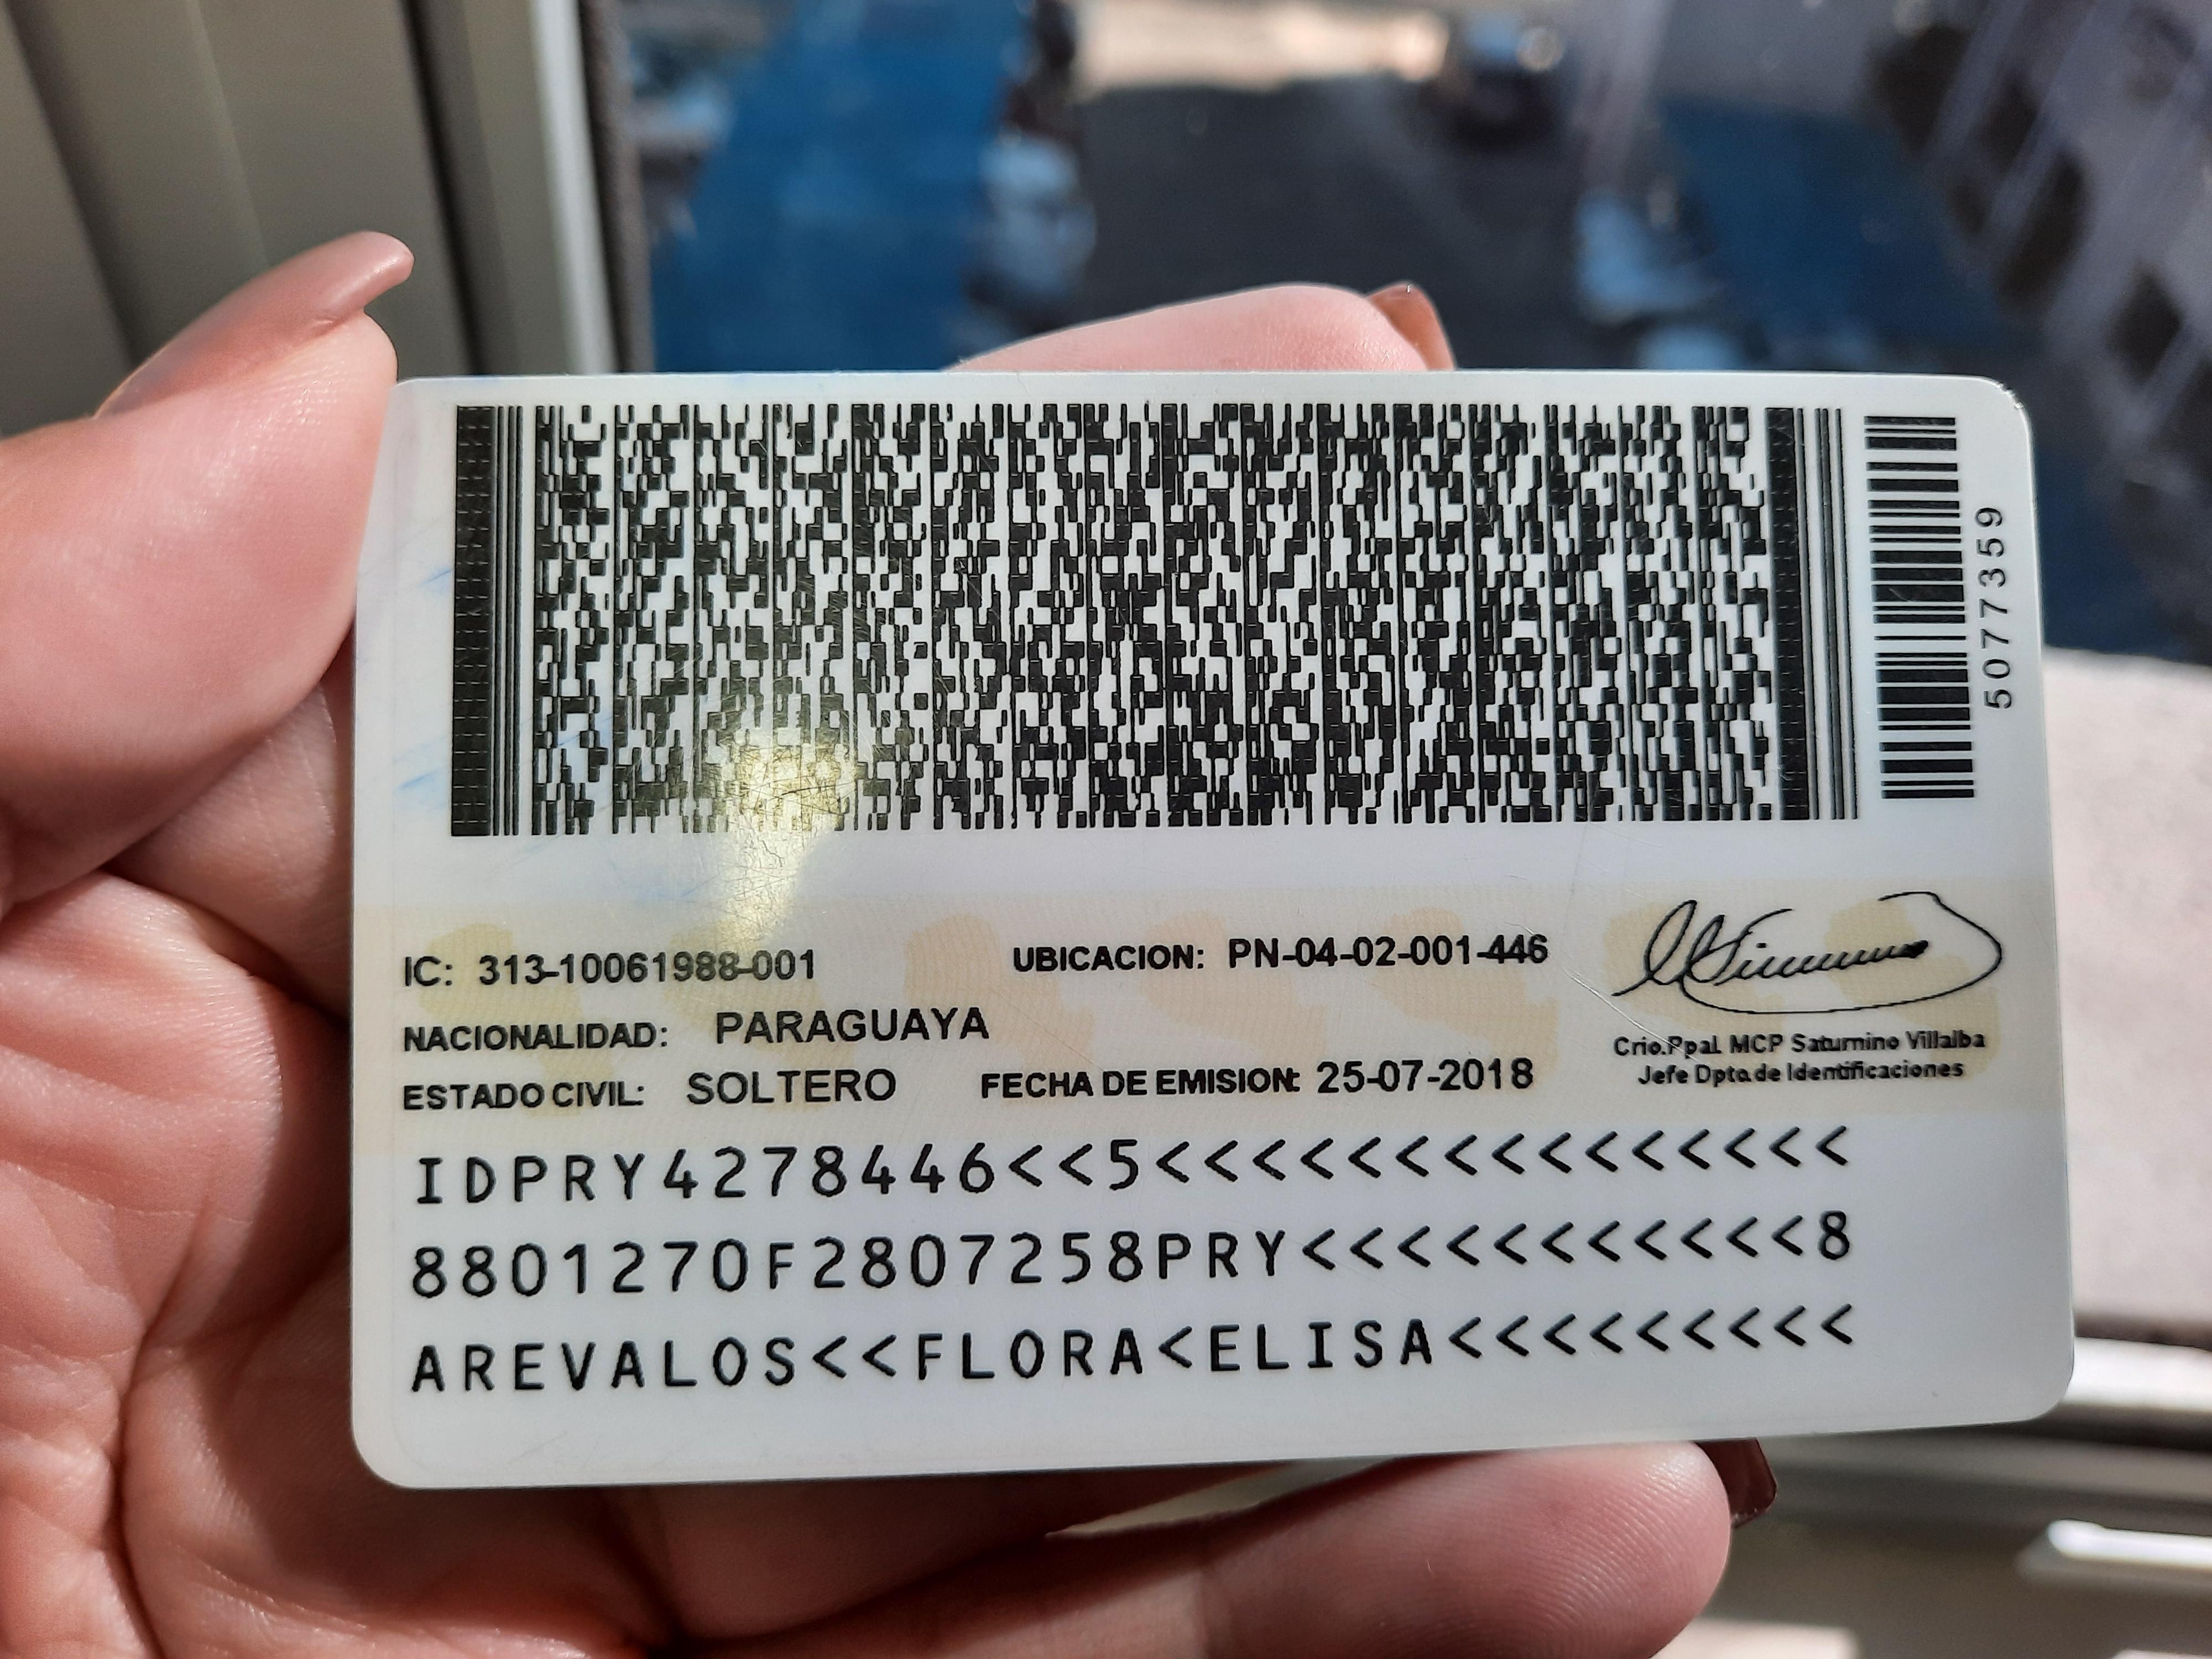 5077359
IC: 313-10061988-001 UBICACION: PN-04-02-001-446
NACIONALIDAD: PARAGUAYA
ESTADO CIVIL: SOLTERO FECHA DE EMISION: 25-07-2018
Crio.Ppal. MCP Saturnino Villalba
Jefe Dpto.de Identificaciones
IDPRY4278446<<5<<<<<<<<<<<<<<<
8801270F2807258PRY<<<<<<<<<<<8
AREVALOS<<FLORA<ELISA<<<<<<<<<